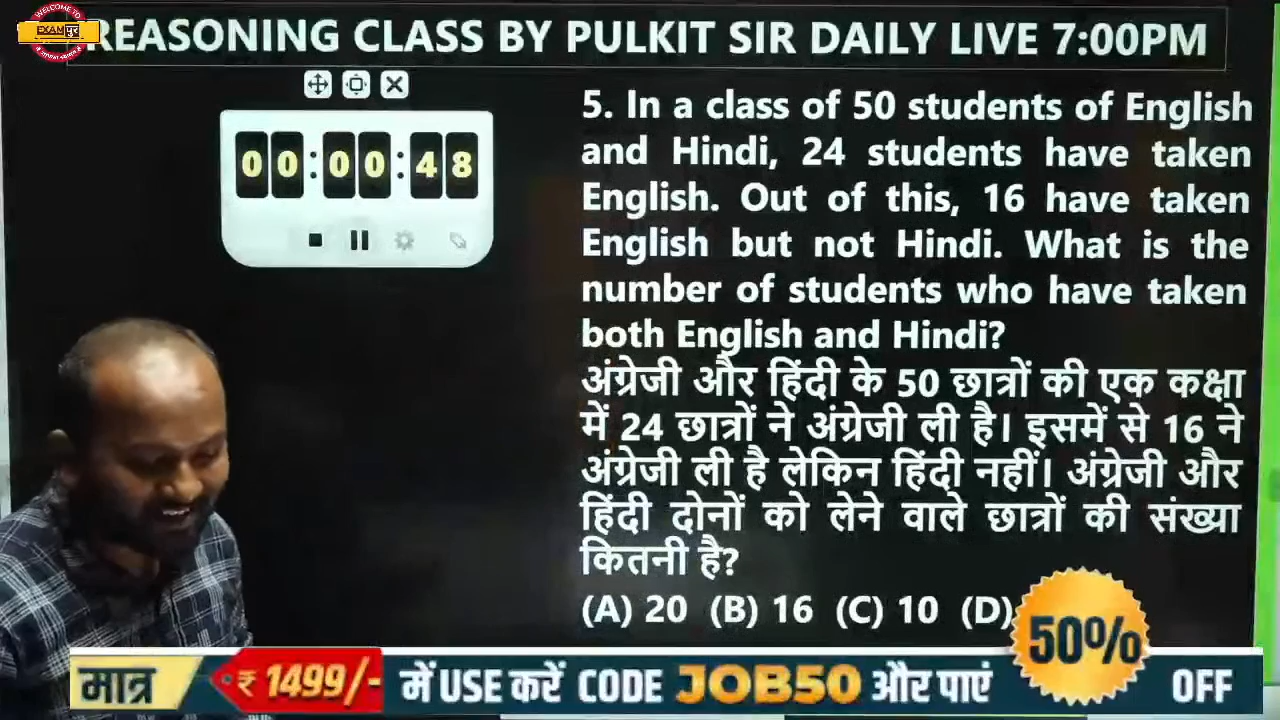 WELCOME TO
EXAM पुर
REASONING CLASS BY PULKIT SIR DAILY LIVE 7:00PM
00:00:48
5. In a class of 50 students of English
and Hindi, 24 students have taken
English. Out of this, 16 have taken
English but not Hindi. What is the
number of students who have taken
both English and Hindi?
अंग्रेजी और हिंदी के 50 छात्रों की एक कक्षा
में 24 छात्रों ने अंग्रेजी ली है। इसमें से 16 ने
अंग्रेजी ली है लेकिन हिंदी नहीं। अंग्रेजी और
हिंदी दोनों को लेने वाले छात्रों की संख्या
कितनी है?
(A) 20 (B) 16 (C) 10 (D)
मात्र ₹ 1499/- में USE करें CODE JOB50 और पाएं 50% OFF